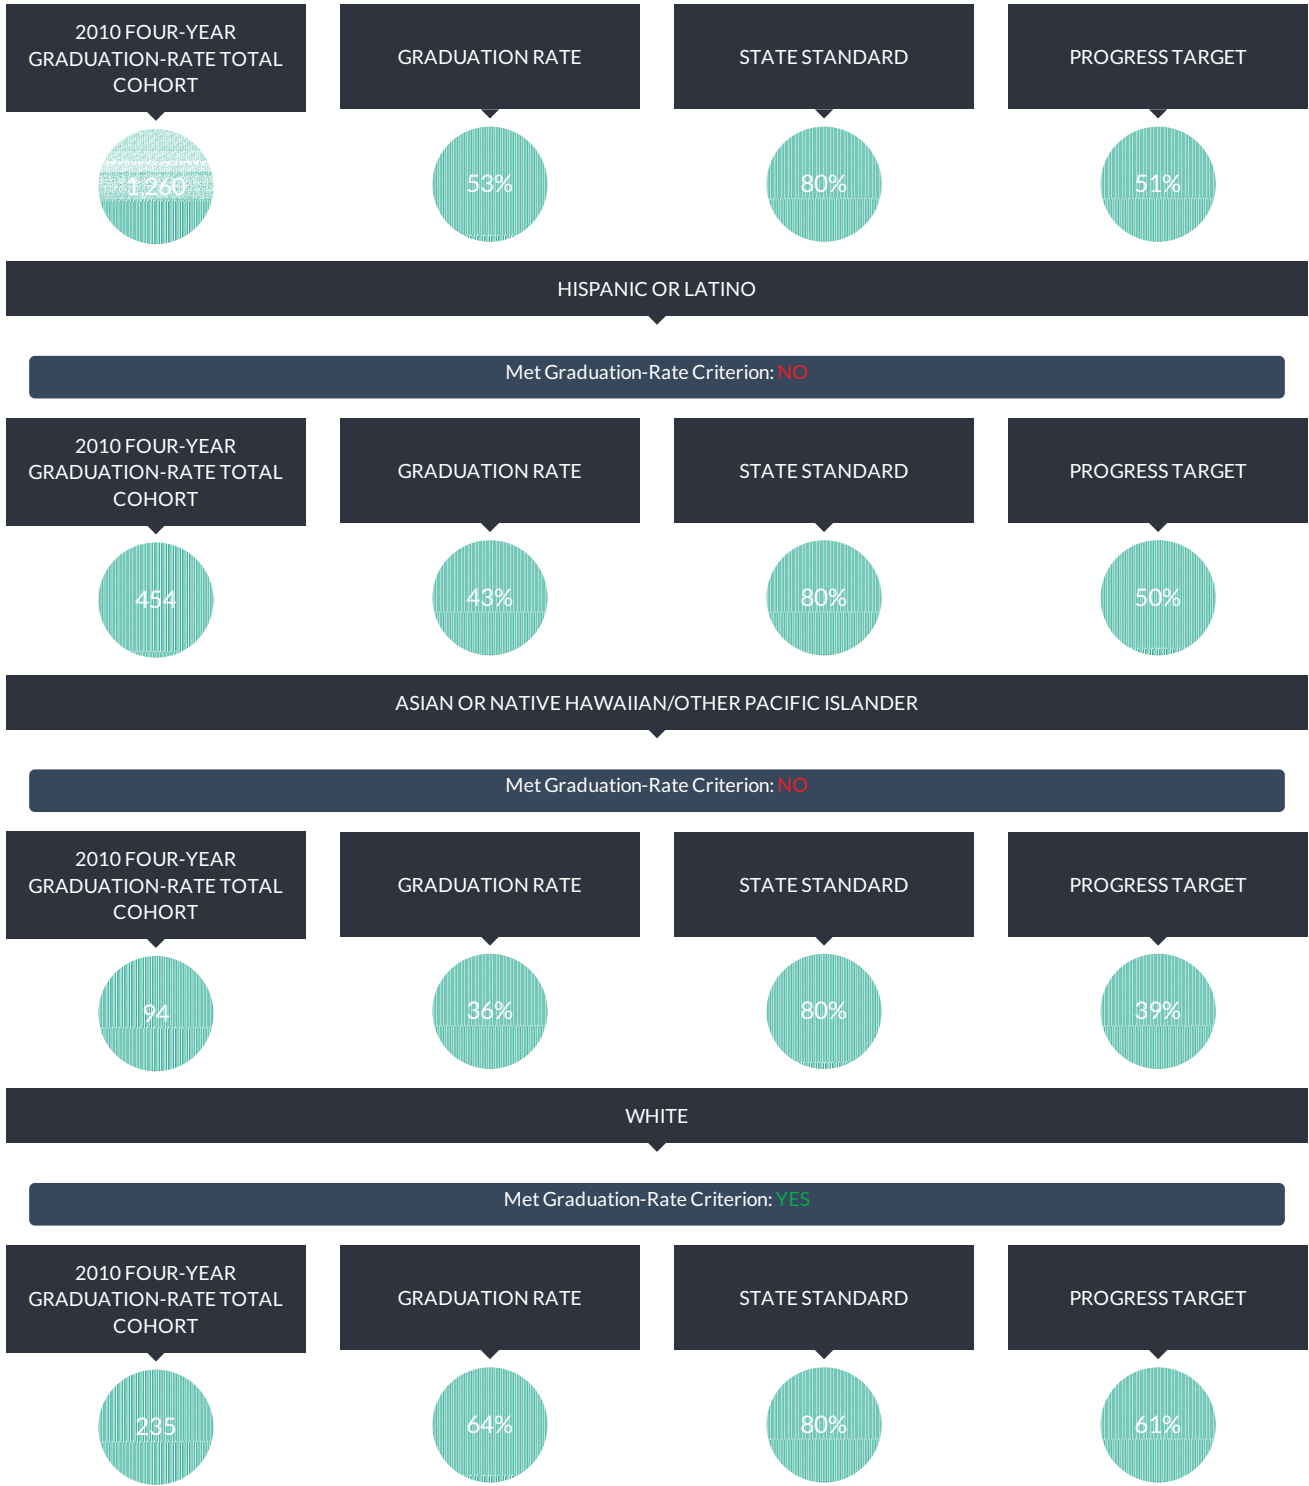 2010 FOUR-YEAR
GRADUATION-RATE TOTAL
COHORT
GRADUATION RATE
STATE STANDARD
PROGRESS TARGET
1,260
53%
80%
51%
HISPANIC OR LATINO
Met Graduation-Rate Criterion: NO
2010 FOUR-YEAR
GRADUATION-RATE TOTAL
COHORT
GRADUATION RATE
STATE STANDARD
PROGRESS TARGET
454
43%
80%
50%
ASIAN OR NATIVE HAWAIIAN/OTHER PACIFIC ISLANDER
Met Graduation-Rate Criterion: NO
2010 FOUR-YEAR
GRADUATION-RATE TOTAL
COHORT
GRADUATION RATE
STATE STANDARD
PROGRESS TARGET
94
36%
80%
39%
WHITE
Met Graduation-Rate Criterion: YES
2010 FOUR-YEAR
GRADUATION-RATE TOTAL
COHORT
GRADUATION RATE
STATE STANDARD
PROGRESS TARGET
235
64%
80%
61%